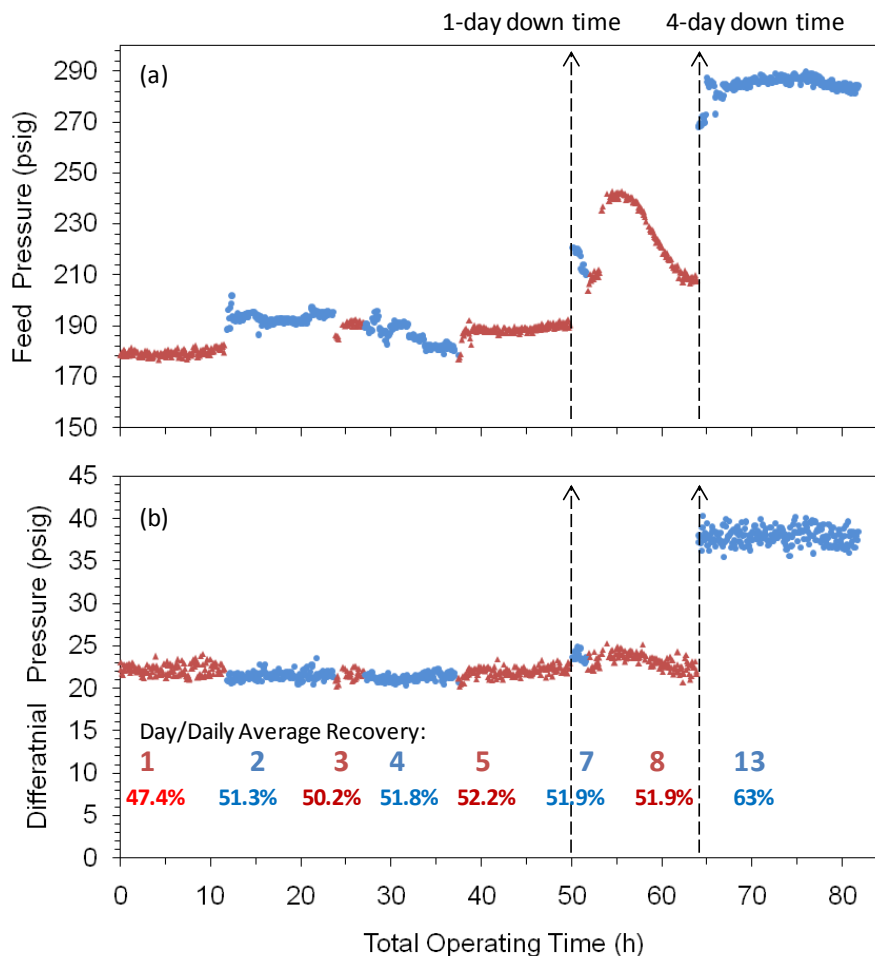 1-day down time 4-day down time
(a)
Feed Pressure (psig)
290
270
250
230
210
190
170
150
(b)
Differatnial Pressure (psig)
45
40
35
30
25
20
15
10
5
0
Day/Daily Average Recovery:
1 2 3 4 5 7 8 13
47.4% 51.3% 50.2% 51.8% 52.2% 51.9% 51.9% 63%
0 10 20 30 40 50 60 70 80
Total Operating Time (h)